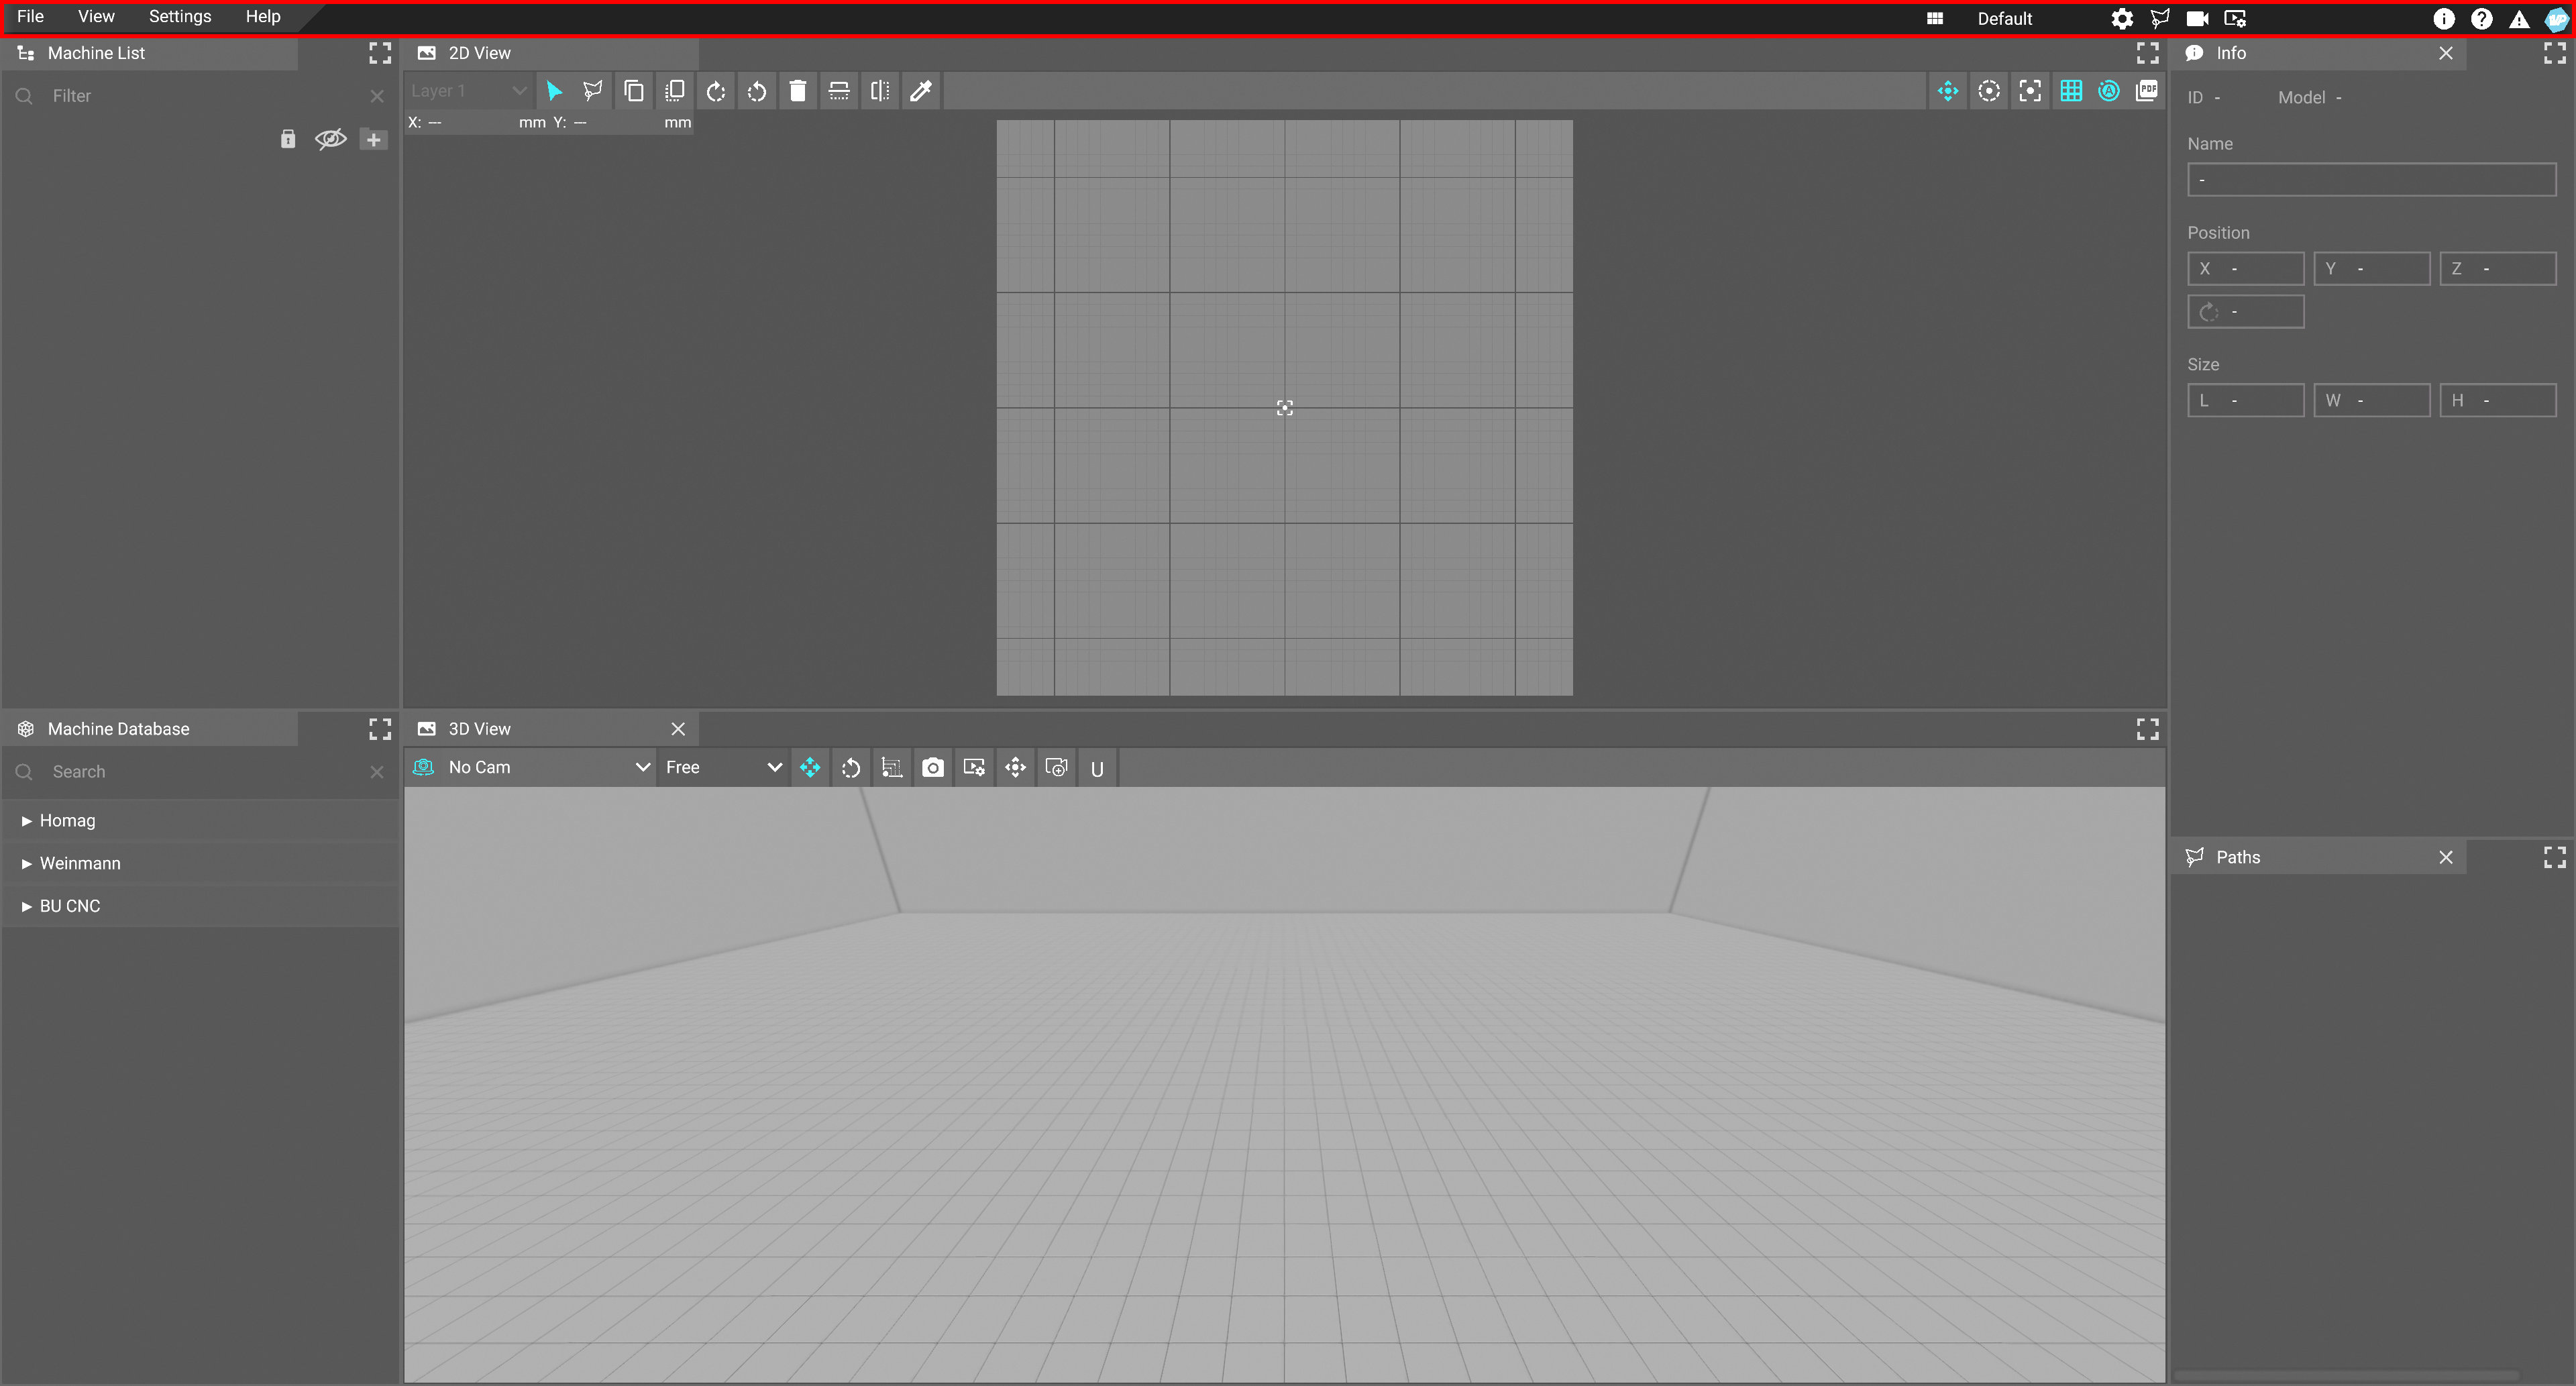 File View Settings Help Default
Machine List
Filter
2D View
Layer 1
PDF
X: --- mm Y: --- mm
Info
ID - Model -
Name
-
Position
X - Y - Z -
-
Size
L - W - H -
Machine Database
Search
Homag
Weinmann
BU CNC
3D View
No Cam Free U
Paths